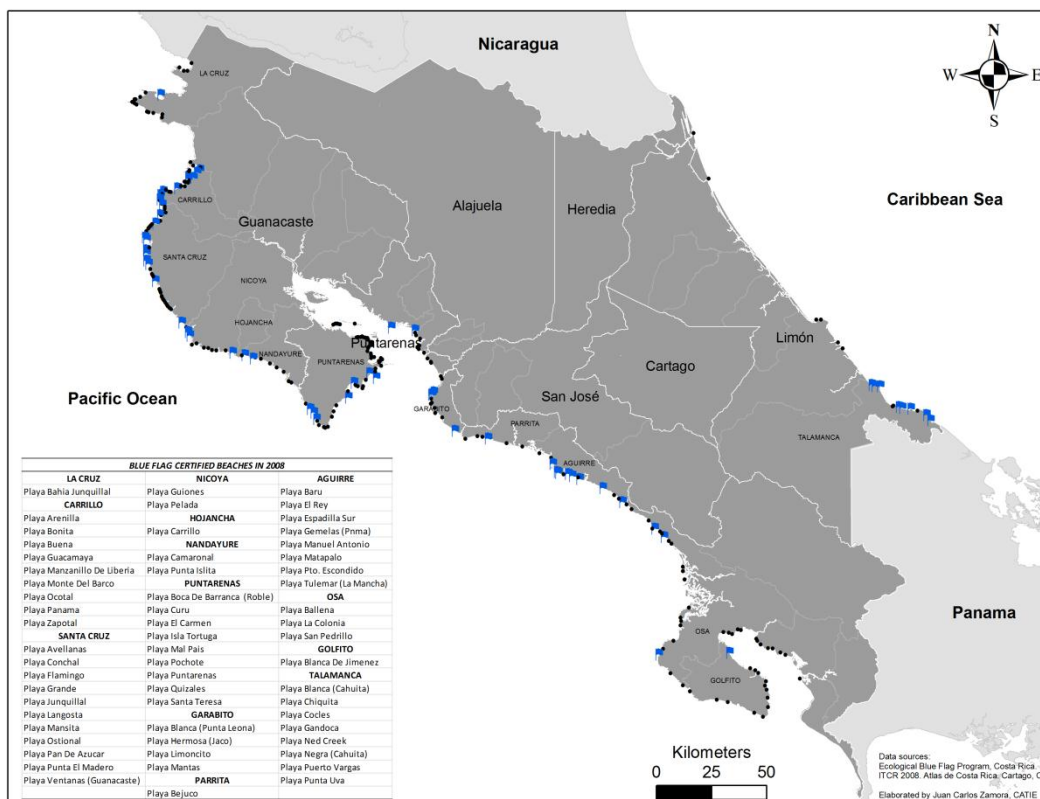 Nicaragua
N
W E
S
LA CRUZ
Caribbean Sea
CARRILLO
Guanacaste
Alajuela
Heredia
SANTA CRUZ
NICOYA
HOJANCHA
NANDAYURE
PUNTARENAS
Puntarenas
Limón
Cartago
Pacific Ocean
GARABITO
San José
PARRITA
AGUIRRE
TALAMANCA
Panama
OSA
GOLFITO
BLUE FLAG CERTIFIED BEACHES IN 2008
LA CRUZ NICOYA AGUIRRE
Playa Bahia Junquillal Playa Guiones Playa Baru
CARRILLO Playa Pelada Playa El Rey
Playa Arenilla HOJANCHA Playa Espadilla Sur
Playa Bonita Playa Carrillo Playa Gemelas (Pnma)
Playa Buena NANDAYURE Playa Manuel Antonio
Playa Guacamaya Playa Camaronal Playa Matapalo
Playa Manzanillo De Liberia Playa Punta Islita Playa Pto. Escondido
Playa Monte Del Barco PUNTARENAS Playa Tulemar (La Mancha)
Playa Ocotal Playa Boca De Barranca (Roble) OSA
Playa Panama Playa Curu Playa Ballena
Playa Zapotal Playa El Carmen Playa La Colonia
SANTA CRUZ Playa Isla Tortuga Playa San Pedrillo
Playa Avellanas Playa Mal Pais GOLFITO
Playa Conchal Playa Pochote Playa Blanca De Jimenez
Playa Flamingo Playa Puntarenas TALAMANCA
Playa Grande Playa Quizales Playa Blanca (Cahuita)
Playa Junquillal Playa Santa Teresa Playa Chiquita
Playa Langosta GARABITO Playa Cocles
Playa Mansita Playa Blanca (Punta Leona) Playa Gandoca
Playa Ostional Playa Hermosa (Jaco) Playa Ned Creek
Playa Pan De Azucar Playa Limoncito Playa Negra (Cahuita)
Playa Punta El Madero Playa Mantas Playa Puerto Vargas
Playa Ventanas (Guanacaste) PARRITA Playa Punta Uva
Playa Bejuco
Kilometers
0 25 50
Data sources:
Ecological Blue Flag Program, Costa Rica.
ITCR 2008. Atlas de Costa Rica. Cartago, C
Elaborated by Juan Carlos Zamora, CATIE